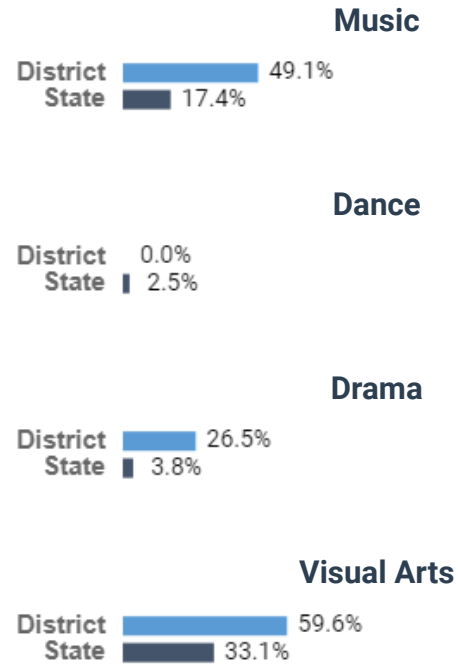 Music
District 49.1%
State 17.4%
Dance
District 0.0%
State 2.5%
Drama
District 26.5%
State 3.8%
Visual Arts
District 59.6%
State 33.1%